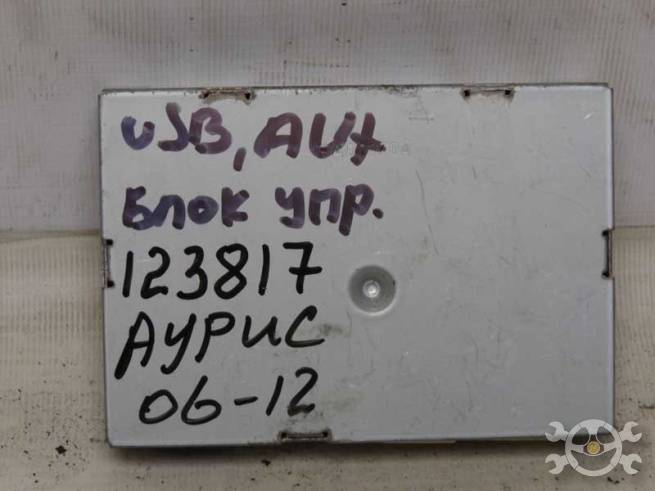 USB, AUX
Блок упр.
123817
АУРИС
06-12